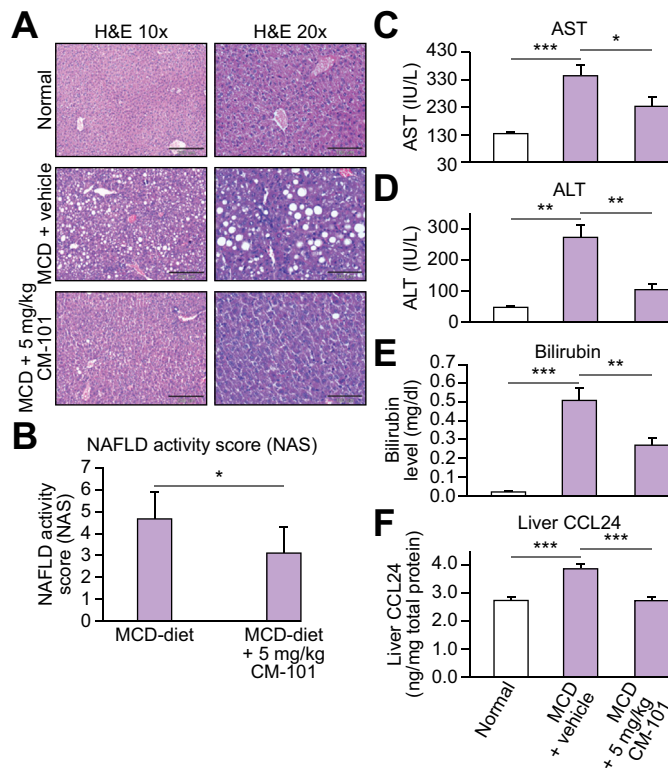 A
H&E 10x
H&E 20x
Normal
MCD + vehicle
MCD + 5 mg/kg
CM-101
B
NAFLD activity score (NAS)
NAFLD activity
score (NAS)
7
6
5
4
3
2
1
0
*
MCD-diet
MCD-diet
+ 5 mg/kg
CM-101
C
AST
AST (IU/L)
430
330
230
130
30
***
*
D
ALT
ALT (IU/L)
300
200
100
0
**
**
E
Bilirubin
Bilirubin
level (mg/dl)
0.7
0.6
0.5
0.4
0.3
0.2
0.1
0.0
***
**
F
Liver CCL24
Liver CCL24
(ng/mg total protein)
4.0
3.0
2.0
1.0
0.0
***
***
Normal
MCD
+ vehicle
MCD
+ 5 mg/kg
CM-101